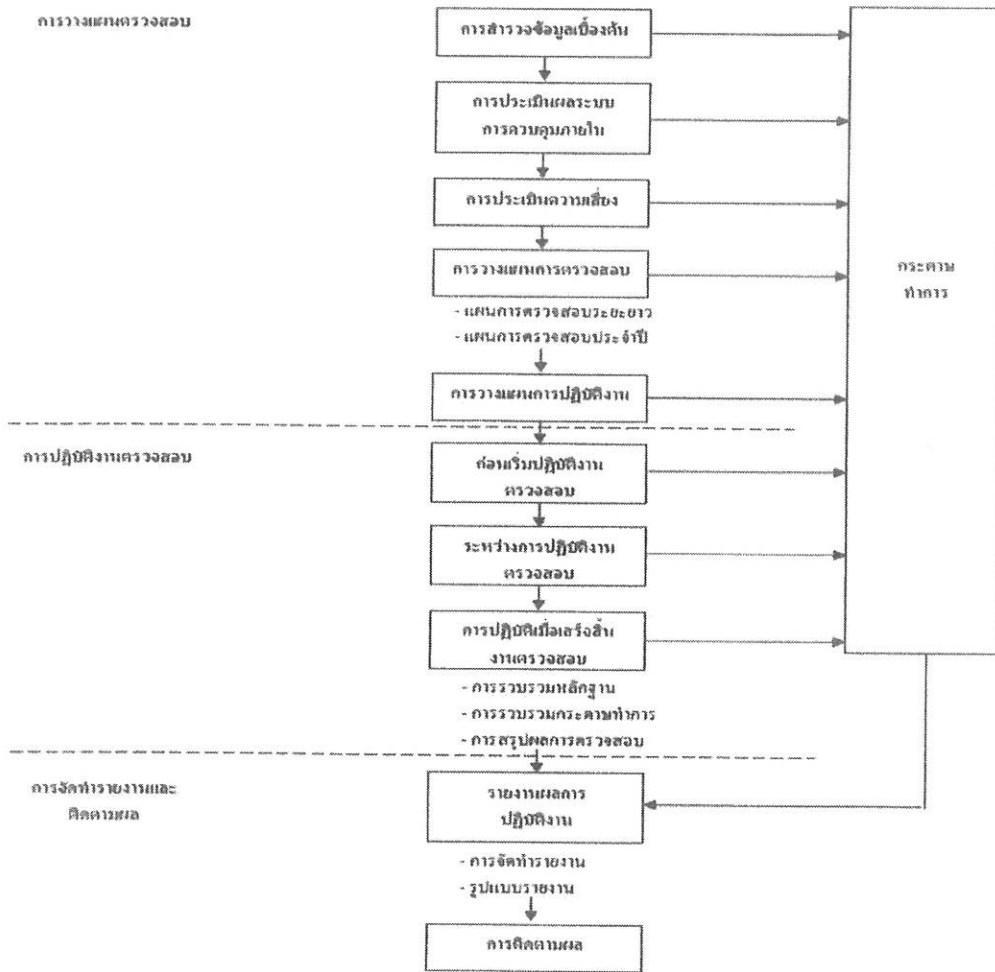 การวางแผนตรวจสอบ
การสำรวจข้อมูลเบื้องต้น
การประเมินผลระบบ
การควบคุมภายใน
การประเมินความเสี่ยง
การวางแผนการตรวจสอบ
- แผนการตรวจสอบระยะยาว
- แผนการตรวจสอบประจำปี
การวางแผนการปฏิบัติงาน
กระดาษ
ทำการ
การปฏิบัติงานตรวจสอบ
ก่อนเริ่มปฏิบัติงาน
ตรวจสอบ
ระหว่างการปฏิบัติงาน
ตรวจสอบ
การปฏิบัติเมื่อเสร็จสิ้น
งานตรวจสอบ
- การรวบรวมหลักฐาน
- การรวบรวมกระดาษทำการ
- การสรุปผลการตรวจสอบ
การจัดทำรายงานและ
ติดตามผล
รายงานผลการ
ปฏิบัติงาน
- การจัดทำรายงาน
- รูปแบบรายงาน
การติดตามผล